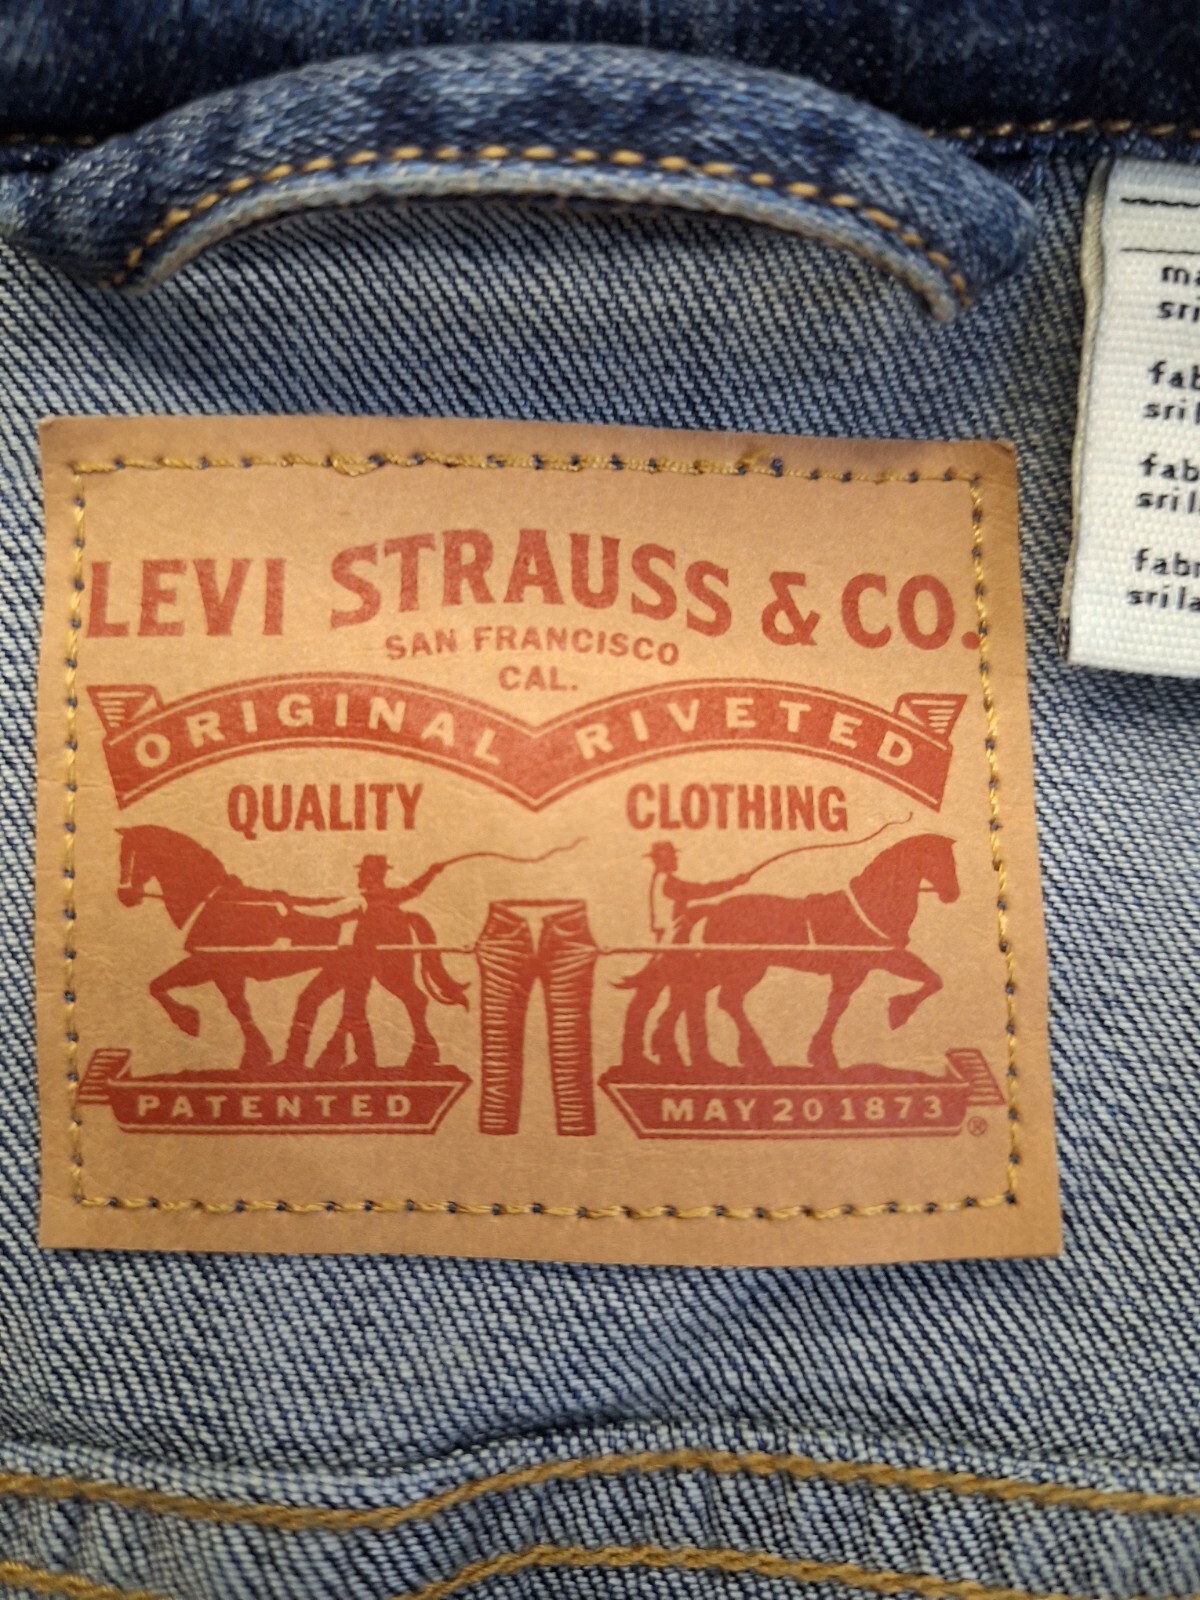 LEVI STRAUSS & CO.
SAN FRANCISCO
CAL.
ORIGINAL RIVETED
QUALITY CLOTHING
PATENTED MAY 20 1873 ®